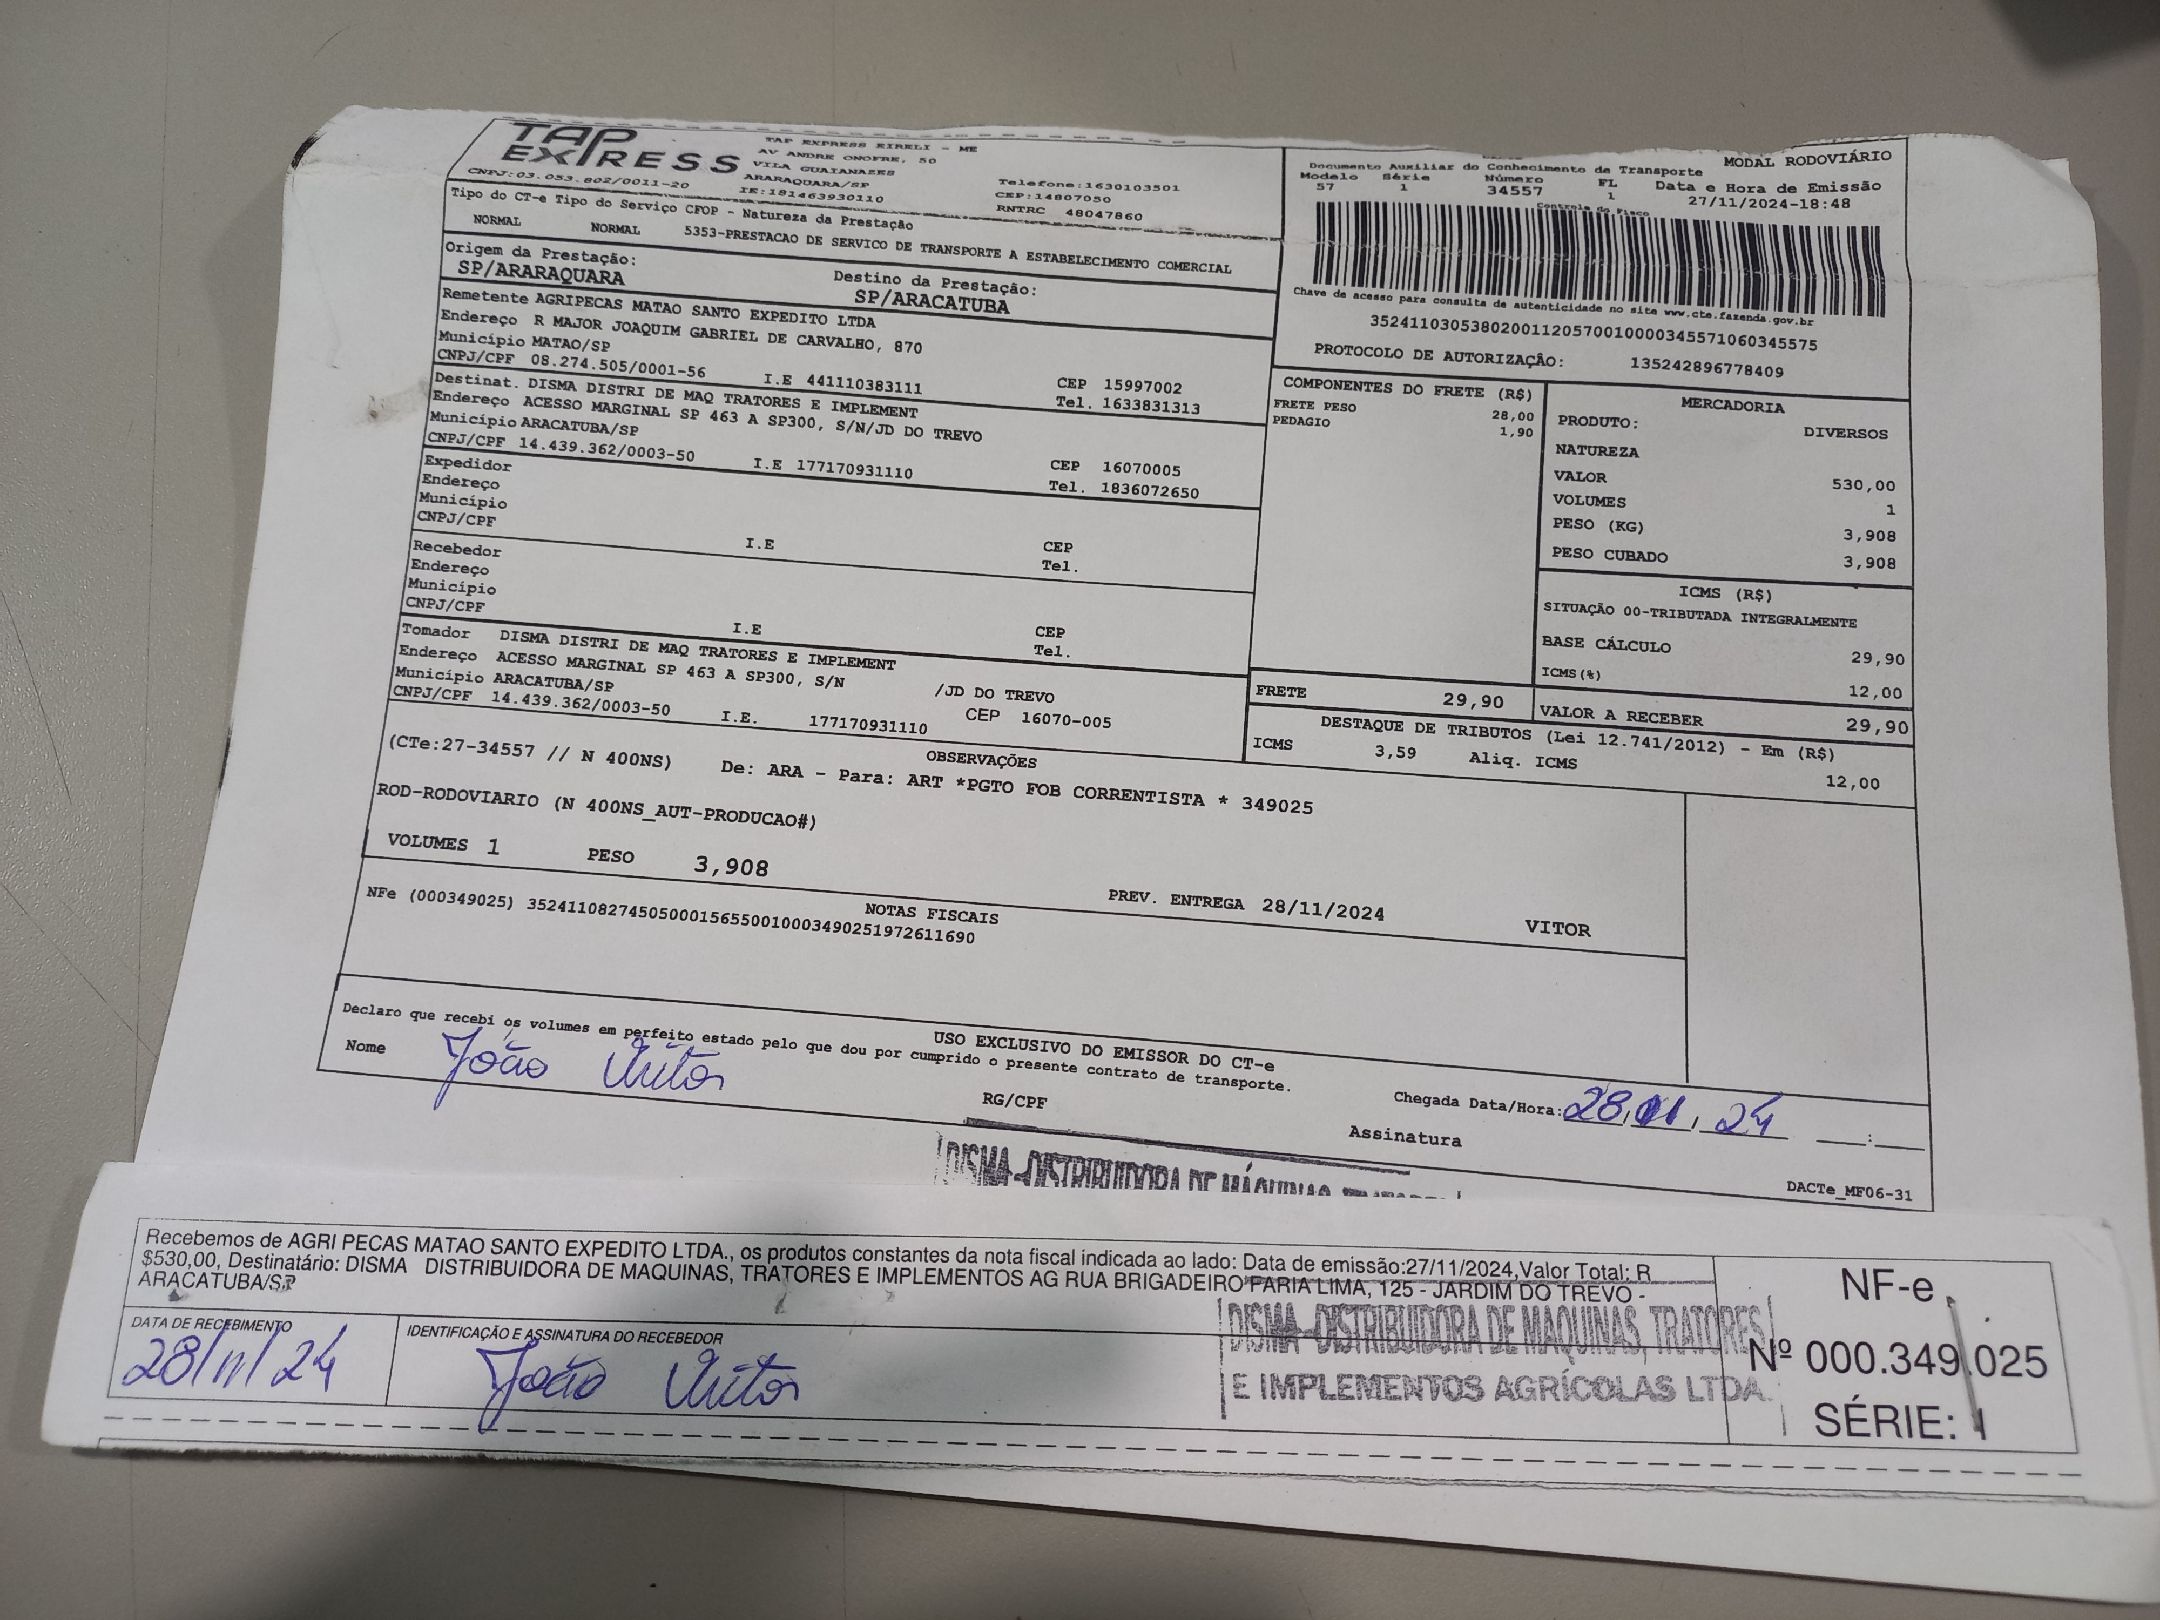 TAP EXPRESS
TAP EXPRESS EIRELI - ME
AV ANDRE ONOFRE, 50
VILA GUAIANAZES
ARARAQUARA/SP
CNPJ:03.053.802/0011-20 IE:181463930110
Telefone:1630103501
CEP:14807050
RNTRC 48047860
Tipo do CT-e Tipo do Serviço CFOP - Natureza da Prestação
NORMAL NORMAL 5353-PRESTACAO DE SERVICO DE TRANSPORTE A ESTABELECIMENTO COMERCIAL
Origem da Prestação: Destino da Prestação:
SP/ARARAQUARA SP/ARACATUBA
Remetente AGRIPECAS MATAO SANTO EXPEDITO LTDA
Endereço R MAJOR JOAQUIM GABRIEL DE CARVALHO, 870
Município MATAO/SP CEP 15997002
CNPJ/CPF 08.274.505/0001-56 I.E 441110383111 Tel. 1633831313
Destinat. DISMA DISTRI DE MAQ TRATORES E IMPLEMENT
Endereço ACESSO MARGINAL SP 463 A SP300, S/N/JD DO TREVO
Município ARACATUBA/SP CEP 16070005
CNPJ/CPF 14.439.362/0003-50 I.E 177170931110 Tel. 1836072650
Expedidor
Endereço
Município CEP
CNPJ/CPF I.E Tel.
Recebedor
Endereço
Município CEP
CNPJ/CPF I.E Tel.
Tomador DISMA DISTRI DE MAQ TRATORES E IMPLEMENT
Endereço ACESSO MARGINAL SP 463 A SP300, S/N /JD DO TREVO
Município ARACATUBA/SP CEP 16070-005
CNPJ/CPF 14.439.362/0003-50 I.E. 177170931110
MODAL RODOVIÁRIO
Documento Auxiliar do Conhecimento de Transporte
Modelo Série Número FL Data e Hora de Emissão
57 1 34557 1 27/11/2024-18:48
Controle do Fisco
Chave de acesso para consulta de autenticidade no site www.cte.fazenda.gov.br
35241103053802001120570010000345571060345575
PROTOCOLO DE AUTORIZAÇÃO: 135242896778409
COMPONENTES DO FRETE (R$)
FRETE PESO 28,00
PEDAGIO 1,90
MERCADORIA
PRODUTO: DIVERSOS
NATUREZA
VALOR 530,00
VOLUMES 1
PESO (KG) 3,908
PESO CUBADO 3,908
ICMS (R$)
SITUAÇÃO 00-TRIBUTADA INTEGRALMENTE
BASE CÁLCULO 29,90
ICMS(%) 12,00
FRETE 29,90 VALOR A RECEBER 29,90
DESTAQUE DE TRIBUTOS (Lei 12.741/2012) - Em (R$)
ICMS 3,59 Aliq. ICMS 12,00
OBSERVAÇÕES
(CTe:27-34557 // N 400NS) De: ARA - Para: ART *PGTO FOB CORRENTISTA * 349025
ROD-RODOVIARIO (N 400NS_AUT-PRODUCAO#)
VOLUMES 1 PESO 3,908 PREV. ENTREGA 28/11/2024 VITOR
NOTAS FISCAIS
NFe (000349025) 35241108274505000156550010003490251972611690
USO EXCLUSIVO DO EMISSOR DO CT-e
Declaro que recebi os volumes em perfeito estado pelo que dou por cumprido o presente contrato de transporte.
Nome João Vitor RG/CPF Chegada Data/Hora: 28/11/24 :
Assinatura
DACTe_MF06-31
DISMA-DISTRIBUIDORA DE MÁQUINAS
Recebemos de AGRI PECAS MATAO SANTO EXPEDITO LTDA., os produtos constantes da nota fiscal indicada ao lado: Data de emissão:27/11/2024,Valor Total: R
$530,00, Destinatário: DISMA DISTRIBUIDORA DE MAQUINAS, TRATORES E IMPLEMENTOS AG RUA BRIGADEIRO FARIA LIMA, 125 - JARDIM DO TREVO -
ARACATUBA/SP
DATA DE RECEBIMENTO IDENTIFICAÇÃO E ASSINATURA DO RECEBEDOR
28/11/24 João Vitor
DISMA-DISTRIBUIDORA DE MAQUINAS, TRATORES
E IMPLEMENTOS AGRÍCOLAS LTDA.
NF-e
Nº 000.349.025
SÉRIE: 1